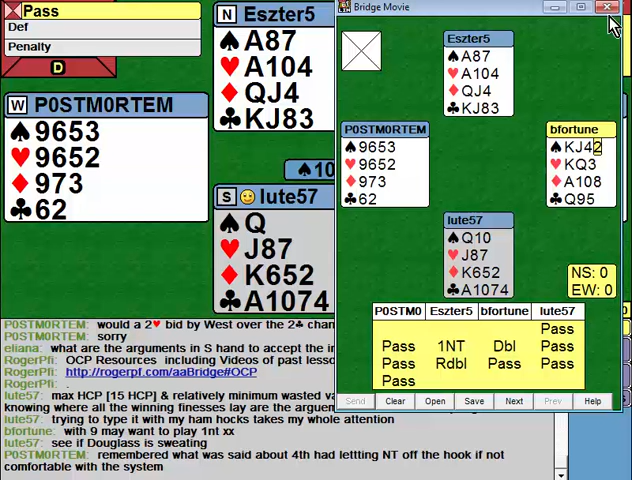 Pass
Def
Penalty
D
N Eszter5
♠ A87
♥ A104
♦ QJ4
♣ KJ83
W P0STM0RTEM
♠ 9653
♥ 9652
♦ 973
♣ 62
♠10
S lute57
♠ Q
♥ J87
♦ K652
♣ A1074
P0STM0RTEM: would a 2♥ bid by West over the 2♣ chan
P0STM0RTEM: sorry
eliana: what are the arguments in S hand to accept the in
RogerPfi: OCP Resources including Videos of past lesso
RogerPfi: http://rogerpf.com/aaBridge#OCP
RogerPfi: .
lute57: max HCP [15 HCP] & relatively minimum wasted va
knowing where all the winning finesses lay are the argume
lute57: trying to type it with my ham hocks takes my whole attention
bfortune: with 9 may want to play 1nt xx
lute57: see if Douglass is sweating
P0STM0RTEM: remembered what was said about 4th had lettting NT off the hook if not
comfortable with the system
Bridge Movie
Eszter5
♠ A87
♥ A104
♦ QJ4
♣ KJ83
P0STM0RTEM
♠ 9653
♥ 9652
♦ 973
♣ 62
bfortune
♠ KJ42
♥ KQ3
♦ A108
♣ Q95
lute57
♠ Q10
♥ J87
♦ K652
♣ A1074
NS: 0
EW: 0
P0STM0 Eszter5 bfortune lute57
Pass
Pass 1NT Dbl Pass
Pass Rdbl Pass Pass
Pass
Send Clear Open Save Next Prev Help